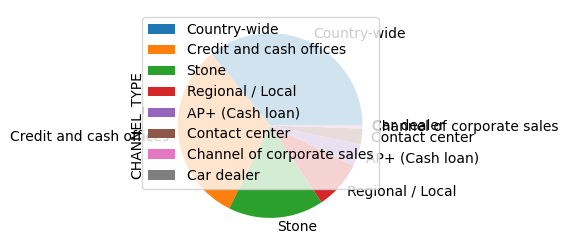 Country-wide
Country-wide
Credit and cash offices
Stone
Regional / Local
AP+ (Cash loan)
Contact center
Channel of corporate sales
Car dealer
CHANNEL_TYPE
Credit and cash offices
Car dealer
Channel of corporate sales
Contact center
AP+ (Cash loan)
Regional / Local
Stone